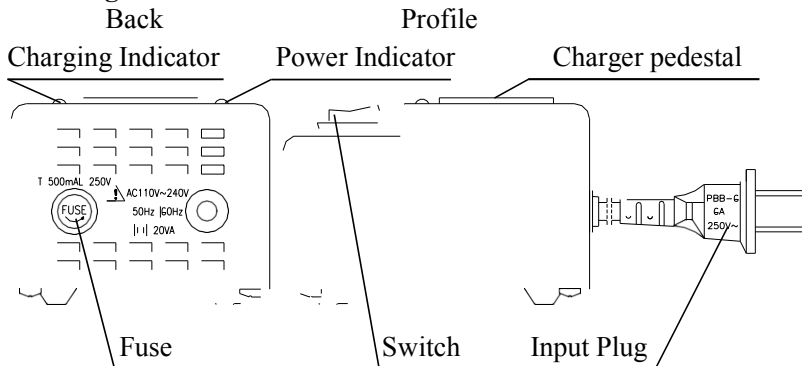 Back Profile
Charging Indicator Power Indicator Charger pedestal
T 500mAL 250V
! AC110V~240V
FUSE 50Hz 60Hz
20VA
PBB-6
6A
250V~
Fuse Switch Input Plug